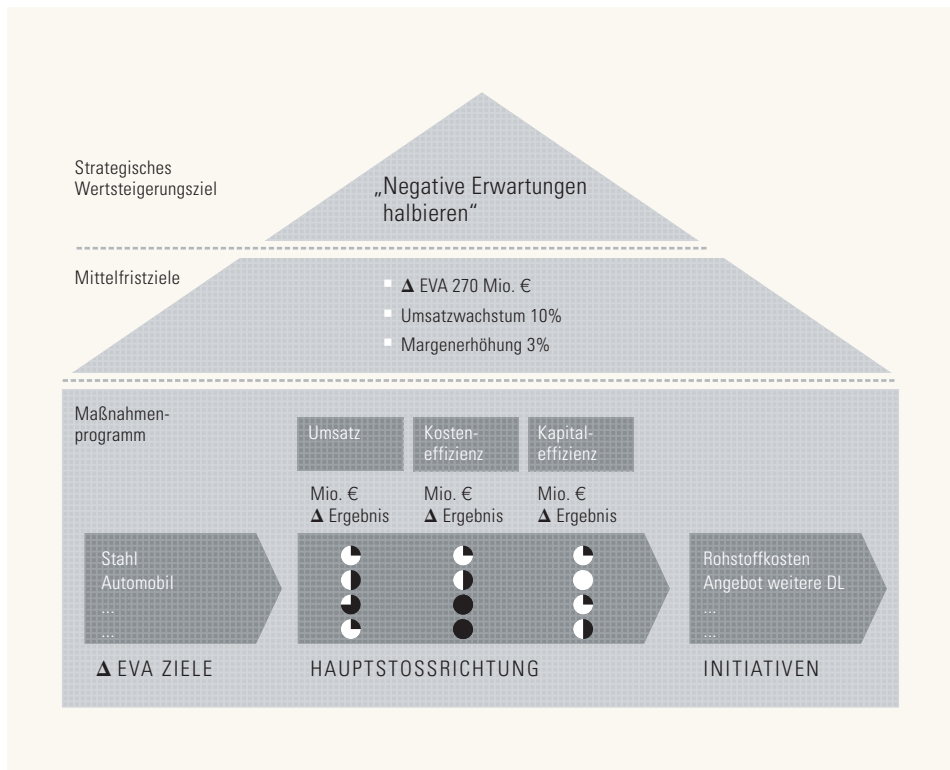 Strategisches
Wertsteigerungsziel
„Negative Erwartungen
halbieren“
Mittelfristziele
Δ EVA 270 Mio. €
Umsatzwachstum 10%
Margenerhöhung 3%
Maßnahmen-
programm
Umsatz
Kosten-
effizienz
Kapital-
effizienz
Mio. €
Δ Ergebnis
Mio. €
Δ Ergebnis
Mio. €
Δ Ergebnis
Stahl
Automobil
...
...
Rohstoffkosten
Angebot weitere DL
...
...
Δ EVA ZIELE
HAUPTSTOSSRICHTUNG
INITIATIVEN